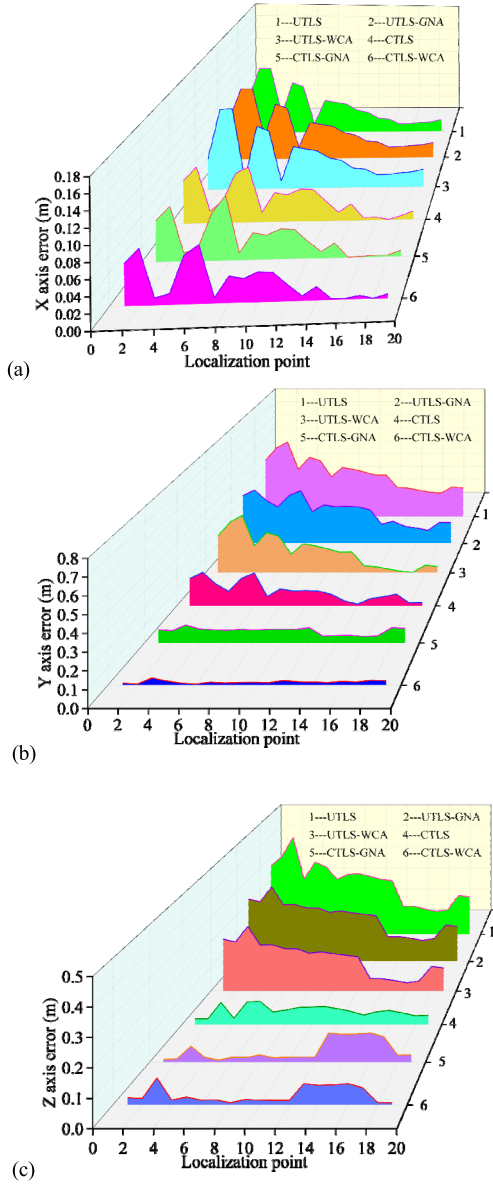 1---UTLS 2---UTLS-GNA
3---UTLS-WCA 4---CTLS
5---CTLS-GNA 6---CTLS-WCA
1
2
3
4
5
6
0.18
0.16
0.14
0.12
0.10
0.08
0.06
0.04
0.02
0.00
X axis error (m)
0 2 4 6 8 10 12 14 16 18 20
Localization point
(a)
1---UTLS 2---UTLS-GNA
3---UTLS-WCA 4---CTLS
5---CTLS-GNA 6---CTLS-WCA
1
2
3
4
5
6
0.8
0.7
0.6
0.5
0.4
0.3
0.2
0.1
0.0
Y axis error (m)
0 2 4 6 8 10 12 14 16 18 20
Localization point
(b)
1---UTLS 2---UTLS-GNA
3---UTLS-WCA 4---CTLS
5---CTLS-GNA 6---CTLS-WCA
1
2
3
4
5
6
0.5
0.4
0.3
0.2
0.1
0.0
Z axis error (m)
0 2 4 6 8 10 12 14 16 18 20
Localization point
(c)